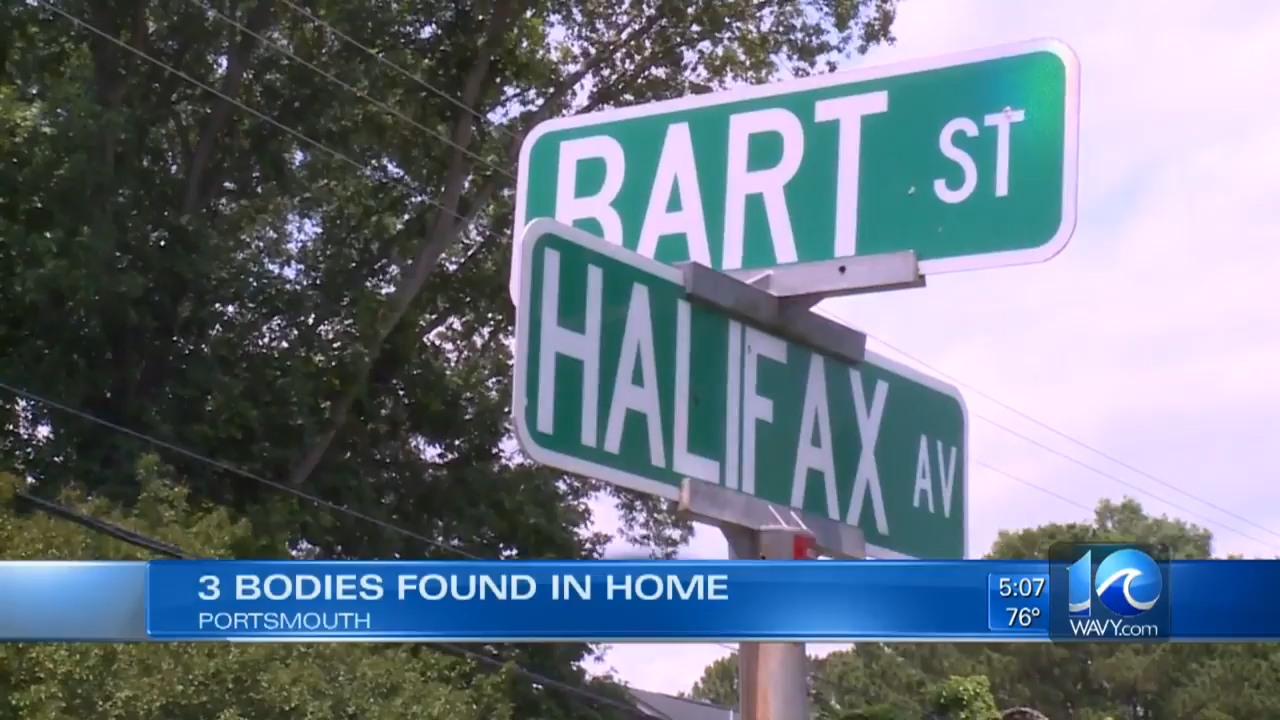 BART ST
HALIFAX AV
3 BODIES FOUND IN HOME
PORTSMOUTH
5:07
76°
10
WAVY.com